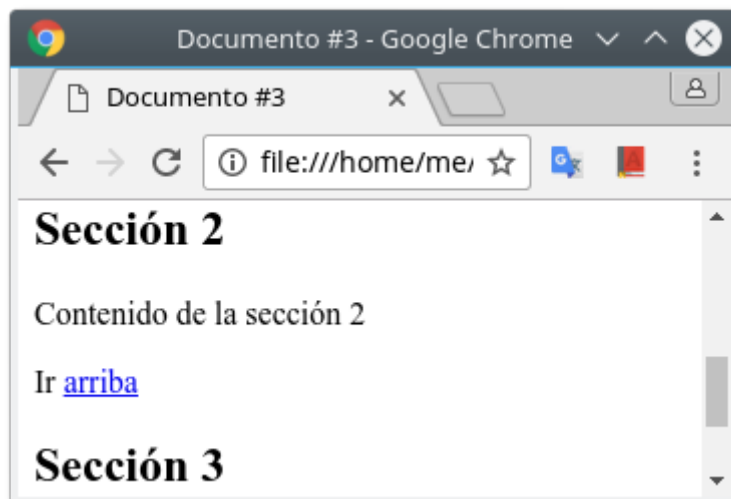 Documento #3 - Google Chrome
Documento #3
file:///home/me/
Sección 2
Contenido de la sección 2
Ir arriba
Sección 3